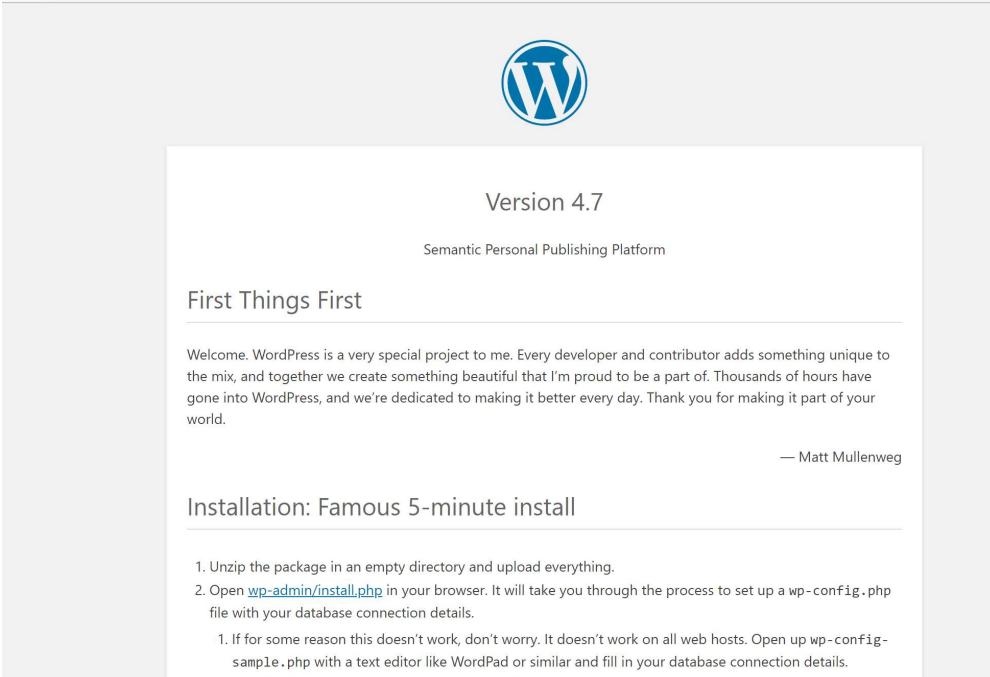 Version 4.7
Semantic Personal Publishing Platform
First Things First
Welcome. WordPress is a very special project to me. Every developer and contributor adds something unique to
the mix, and together we create something beautiful that I’m proud to be a part of. Thousands of hours have
gone into WordPress, and we’re dedicated to making it better every day. Thank you for making it part of your
world.
— Matt Mullenweg
Installation: Famous 5-minute install
1. Unzip the package in an empty directory and upload everything.
2. Open wp-admin/install.php in your browser. It will take you through the process to set up a wp-config.php
file with your database connection details.
1. If for some reason this doesn’t work, don’t worry. It doesn’t work on all web hosts. Open up wp-config-
sample.php with a text editor like WordPad or similar and fill in your database connection details.